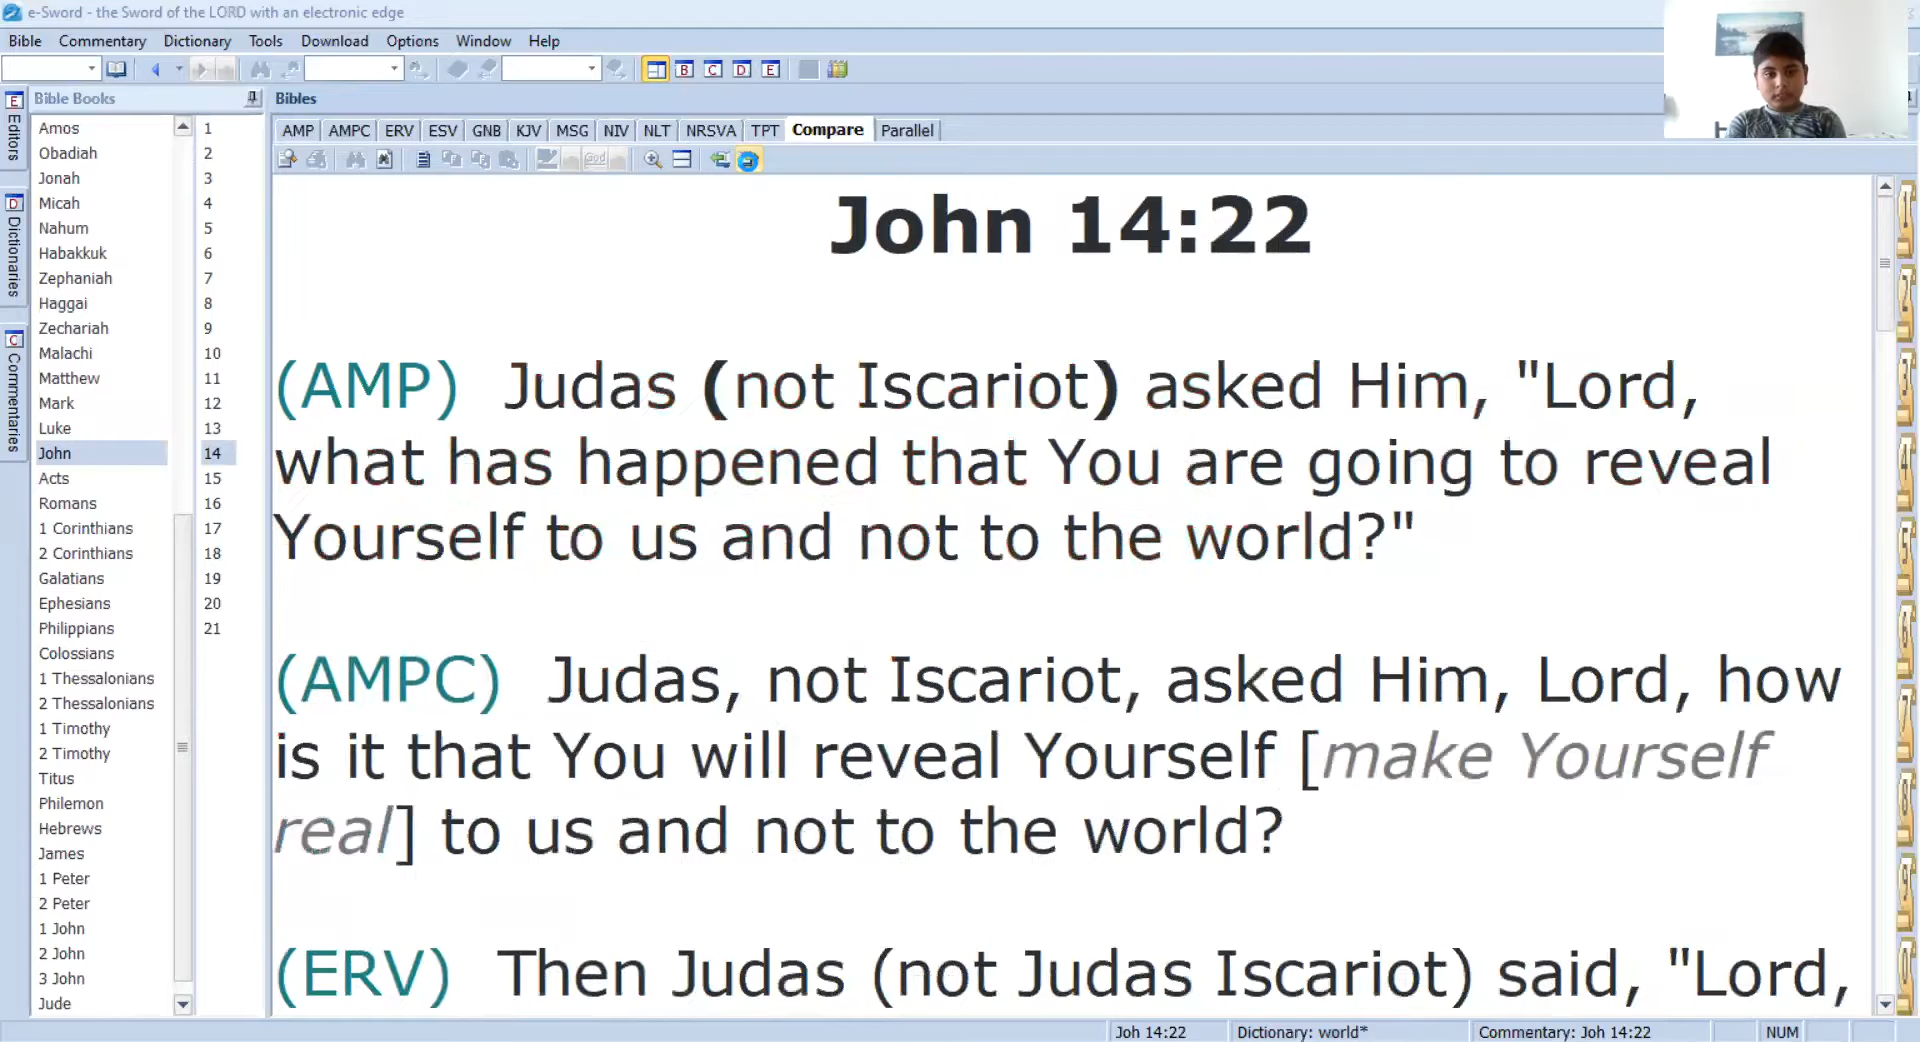 e-Sword - the Sword of the LORD with an electronic edge
Bible Commentary Dictionary Tools Download Options Window Help
B C D E
E Editors
D Dictionaries
C Commentaries
Bible Books
Amos
Obadiah
Jonah
Micah
Nahum
Habakkuk
Zephaniah
Haggai
Zechariah
Malachi
Matthew
Mark
Luke
John
Acts
Romans
1 Corinthians
2 Corinthians
Galatians
Ephesians
Philippians
Colossians
1 Thessalonians
2 Thessalonians
1 Timothy
2 Timothy
Titus
Philemon
Hebrews
James
1 Peter
2 Peter
1 John
2 John
3 John
Jude
1
2
3
4
5
6
7
8
9
10
11
12
13
14
15
16
17
18
19
20
21
Bibles
AMP AMPC ERV ESV GNB KJV MSG NIV NLT NRSVA TPT Compare Parallel
God
John 14:22
(AMP) Judas (not Iscariot) asked Him, "Lord,
what has happened that You are going to reveal
Yourself to us and not to the world?"
(AMPC) Judas, not Iscariot, asked Him, Lord, how
is it that You will reveal Yourself [make Yourself
real] to us and not to the world?
(ERV) Then Judas (not Judas Iscariot) said, "Lord,
Joh 14:22 Dictionary: world* Commentary: Joh 14:22 NUM